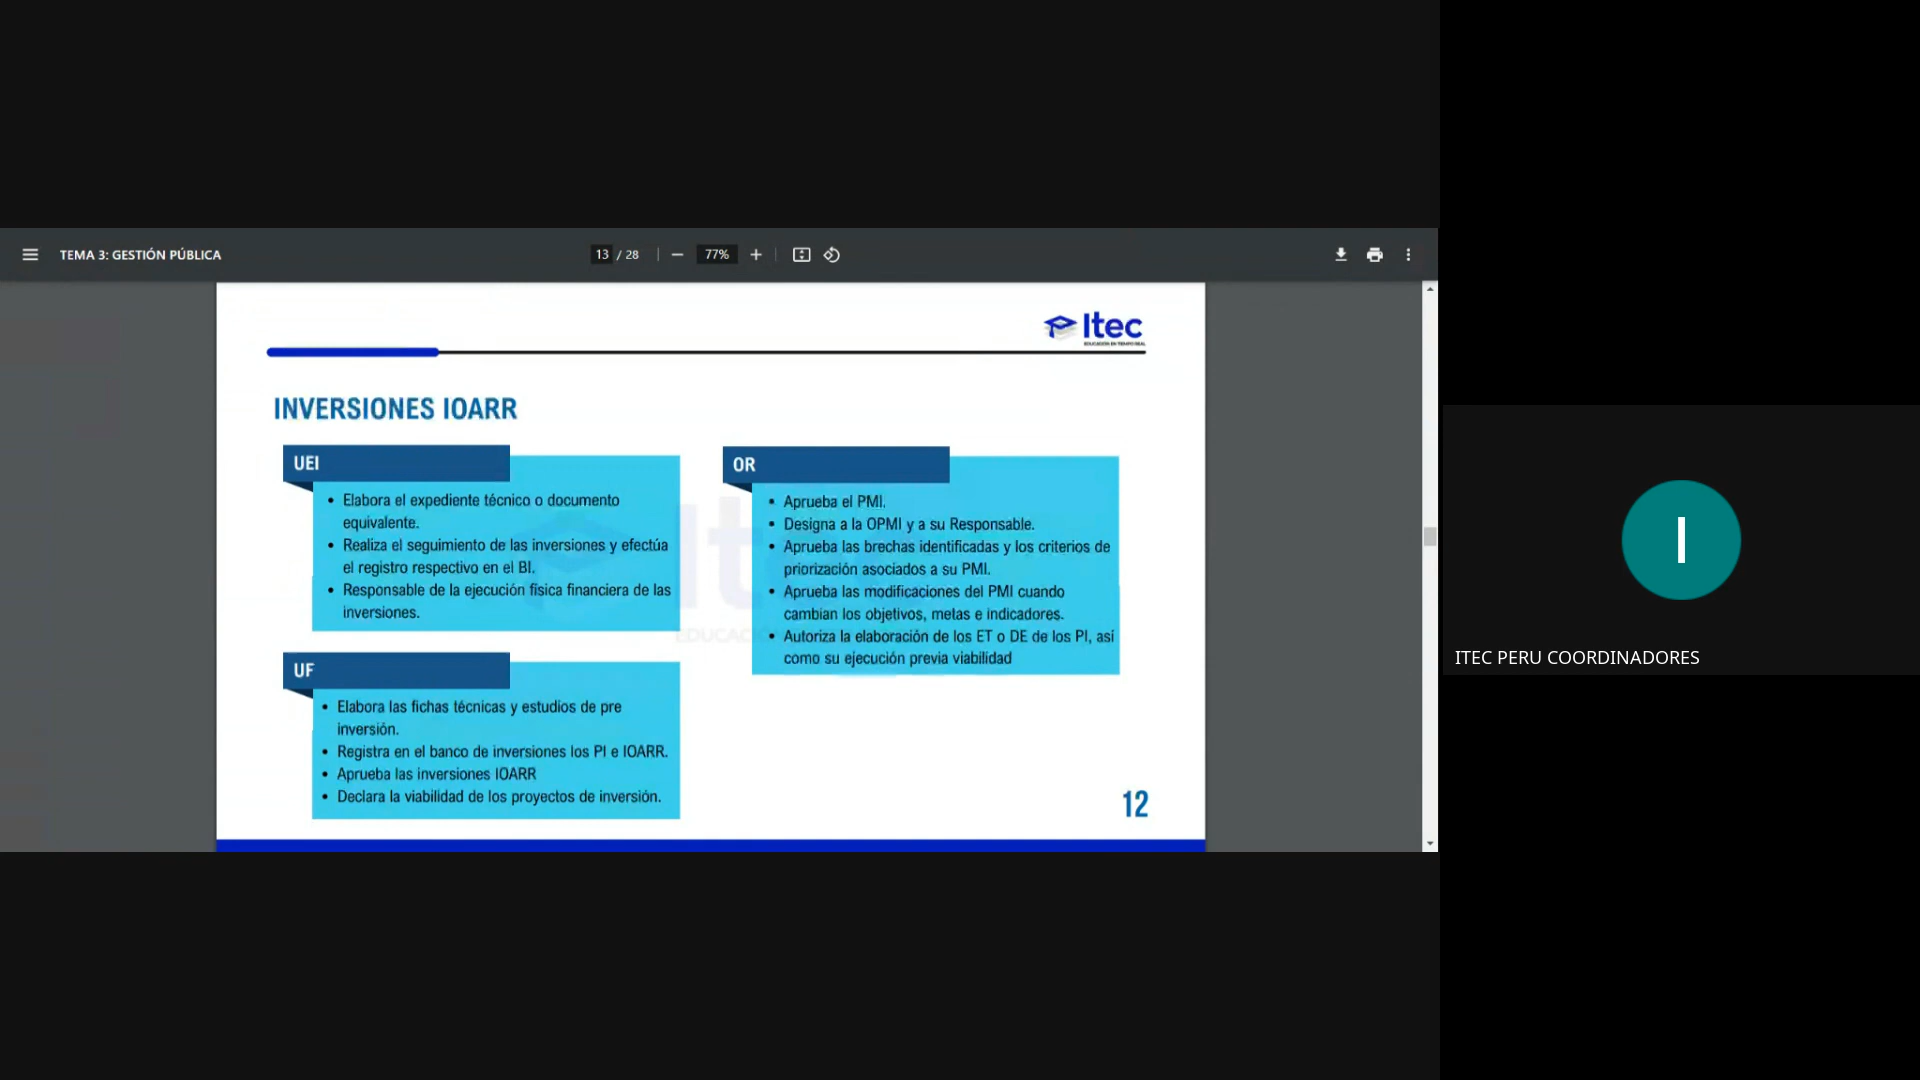 TEMA 3: GESTIÓN PÚBLICA
13 / 28
77%
Itec
EDUCACIÓN EN TIEMPO REAL
INVERSIONES IOARR
UEI
• Elabora el expediente técnico o documento
equivalente.
• Realiza el seguimiento de las inversiones y efectúa
el registro respectivo en el BI.
• Responsable de la ejecución física financiera de las
inversiones.
UF
• Elabora las fichas técnicas y estudios de pre
inversión.
• Registra en el banco de inversiones los PI e IOARR.
• Aprueba las inversiones IOARR
• Declara la viabilidad de los proyectos de inversión.
OR
• Aprueba el PMI.
• Designa a la OPMI y a su Responsable.
• Aprueba las brechas identificadas y los criterios de
priorización asociados a su PMI.
• Aprueba las modificaciones del PMI cuando
cambian los objetivos, metas e indicadores.
• Autoriza la elaboración de los ET o DE de los PI, asi
como su ejecución previa viabilidad
12
I
ITEC PERU COORDINADORES